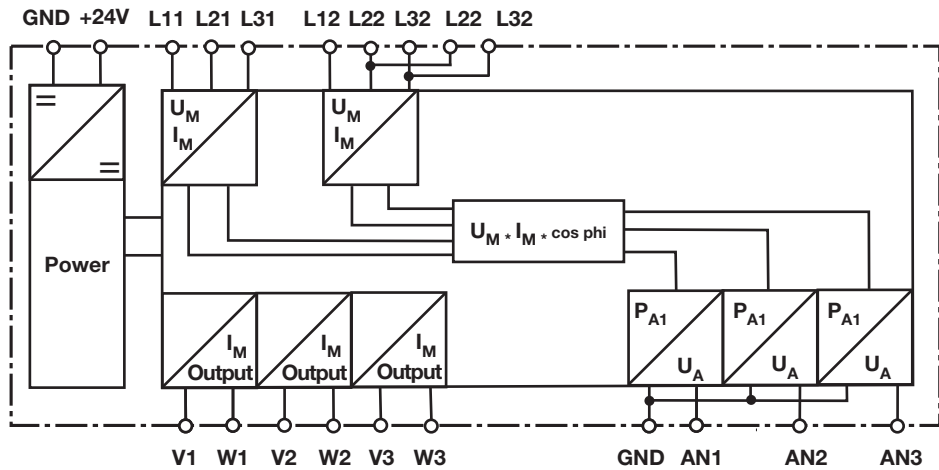 GND +24V L11 L21 L31 L12 L22 L32 L22 L32
= =
U_M
I_M
U_M
I_M
Power
U_M * I_M * cos phi
I_M
Output
I_M
Output
I_M
Output
P_A1
U_A
P_A1
U_A
P_A1
U_A
V1 W1 V2 W2 V3 W3 GND AN1 AN2 AN3